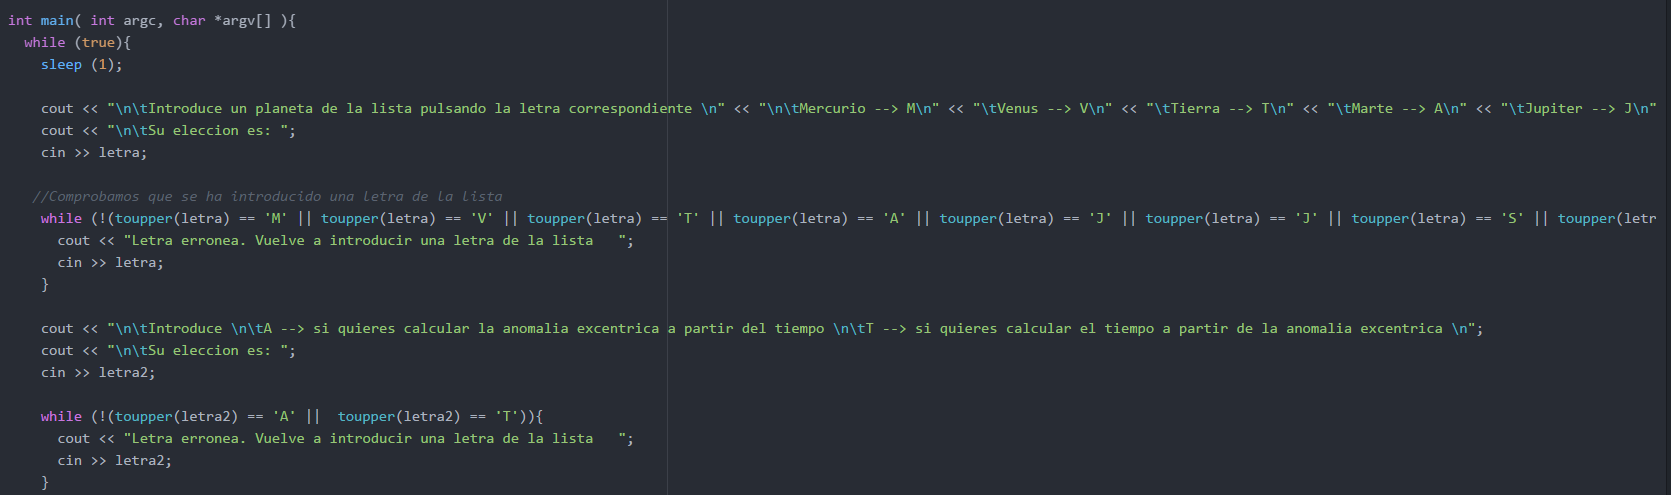 int main( int argc, char *argv[] ){
while (true){
sleep (1);
cout << "\n\tIntroduce un planeta de la lista pulsando la letra correspondiente \n" << "\n\tMercurio --> M\n" << "\tVenus --> V\n" << "\tTierra --> T\n" << "\tMarte --> A\n" << "\tJupiter --> J\n"
cout << "\n\tSu eleccion es: ";
cin >> letra;
//Comprobamos que se ha introducido una letra de la lista
while (!(toupper(letra) == 'M' || toupper(letra) == 'V' || toupper(letra) == 'T' || toupper(letra) == 'A' || toupper(letra) == 'J' || toupper(letra) == 'J' || toupper(letra) == 'S' || toupper(letr
cout << "Letra erronea. Vuelve a introducir una letra de la lista   ";
cin >> letra;
}
cout << "\n\tIntroduce \n\tA --> si quieres calcular la anomalia excentrica a partir del tiempo \n\tT --> si quieres calcular el tiempo a partir de la anomalia excentrica \n";
cout << "\n\tSu eleccion es: ";
cin >> letra2;
while (!(toupper(letra2) == 'A' ||  toupper(letra2) == 'T')){
cout << "Letra erronea. Vuelve a introducir una letra de la lista   ";
cin >> letra2;
}